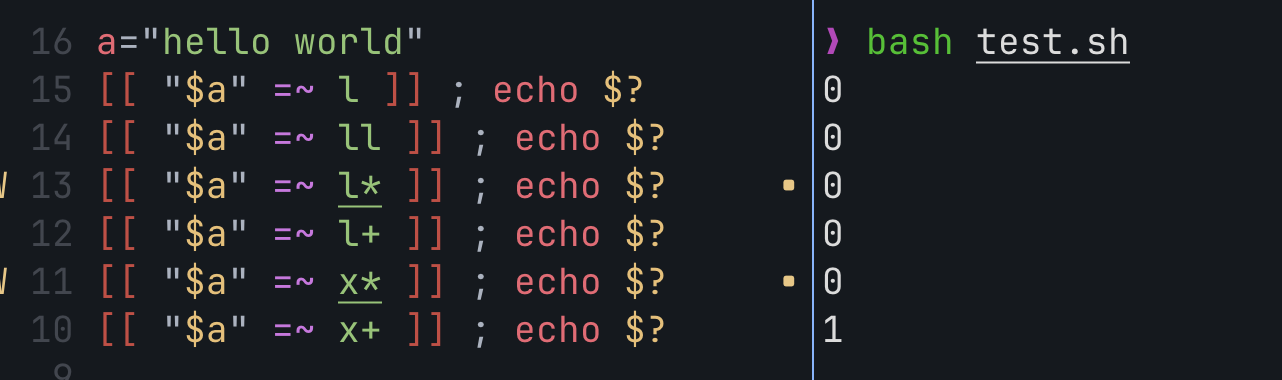 16 a="hello world"
15 [[ "$a" =~ l ]] ; echo $?
14 [[ "$a" =~ ll ]] ; echo $?
W 13 [[ "$a" =~ l* ]] ; echo $?
12 [[ "$a" =~ l+ ]] ; echo $?
W 11 [[ "$a" =~ x* ]] ; echo $?
10 [[ "$a" =~ x+ ]] ; echo $?
9
❱ bash test.sh
0
0
0
0
0
1